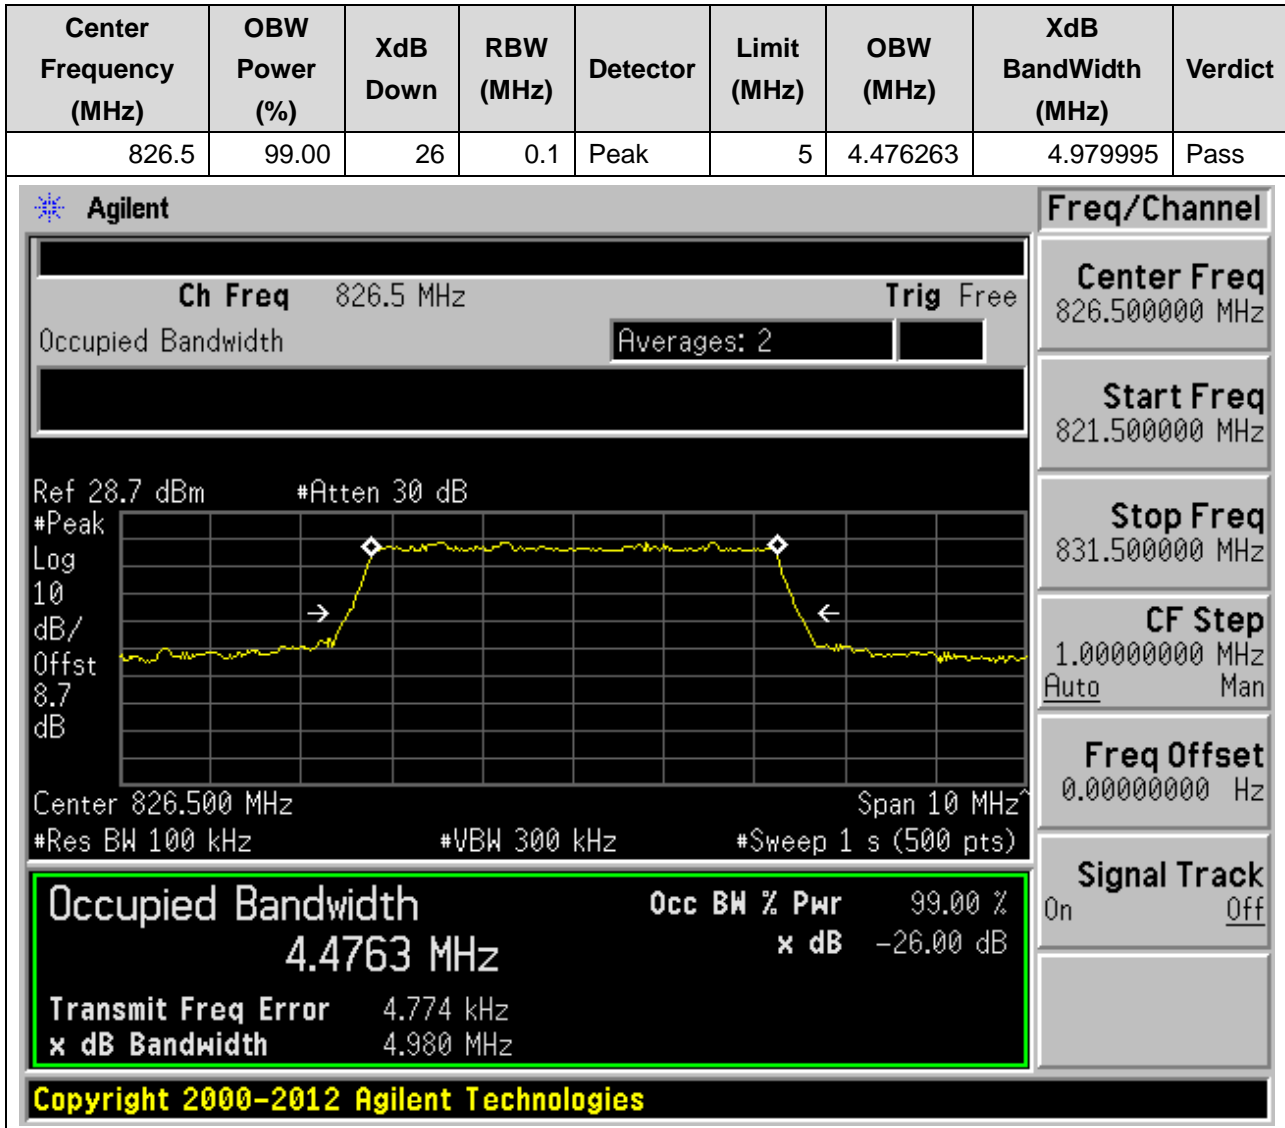 Center Frequency (MHz) OBW Power (%) XdB Down RBW (MHz) Detector Limit (MHz) OBW (MHz) XdB BandWidth (MHz) Verdict
826.5 99.00 26 0.1 Peak 5 4.476263 4.979995 Pass
Agilent
Freq/Channel
Ch Freq 826.5 MHz Trig Free
Occupied Bandwidth Averages: 2
Center Freq
826.500000 MHz
Start Freq
821.500000 MHz
Stop Freq
831.500000 MHz
CF Step
1.00000000 MHz
Auto Man
Freq Offset
0.00000000 Hz
Signal Track
On Off
Ref 28.7 dBm #Atten 30 dB
#Peak
Log
10
dB/
Offst
8.7
dB
Center 826.500 MHz Span 10 MHz^
#Res BW 100 kHz #VBW 300 kHz #Sweep 1 s (500 pts)
Occupied Bandwidth Occ BW % Pwr 99.00 %
4.4763 MHz x dB -26.00 dB
Transmit Freq Error 4.774 kHz
x dB Bandwidth 4.980 MHz
Copyright 2000-2012 Agilent Technologies